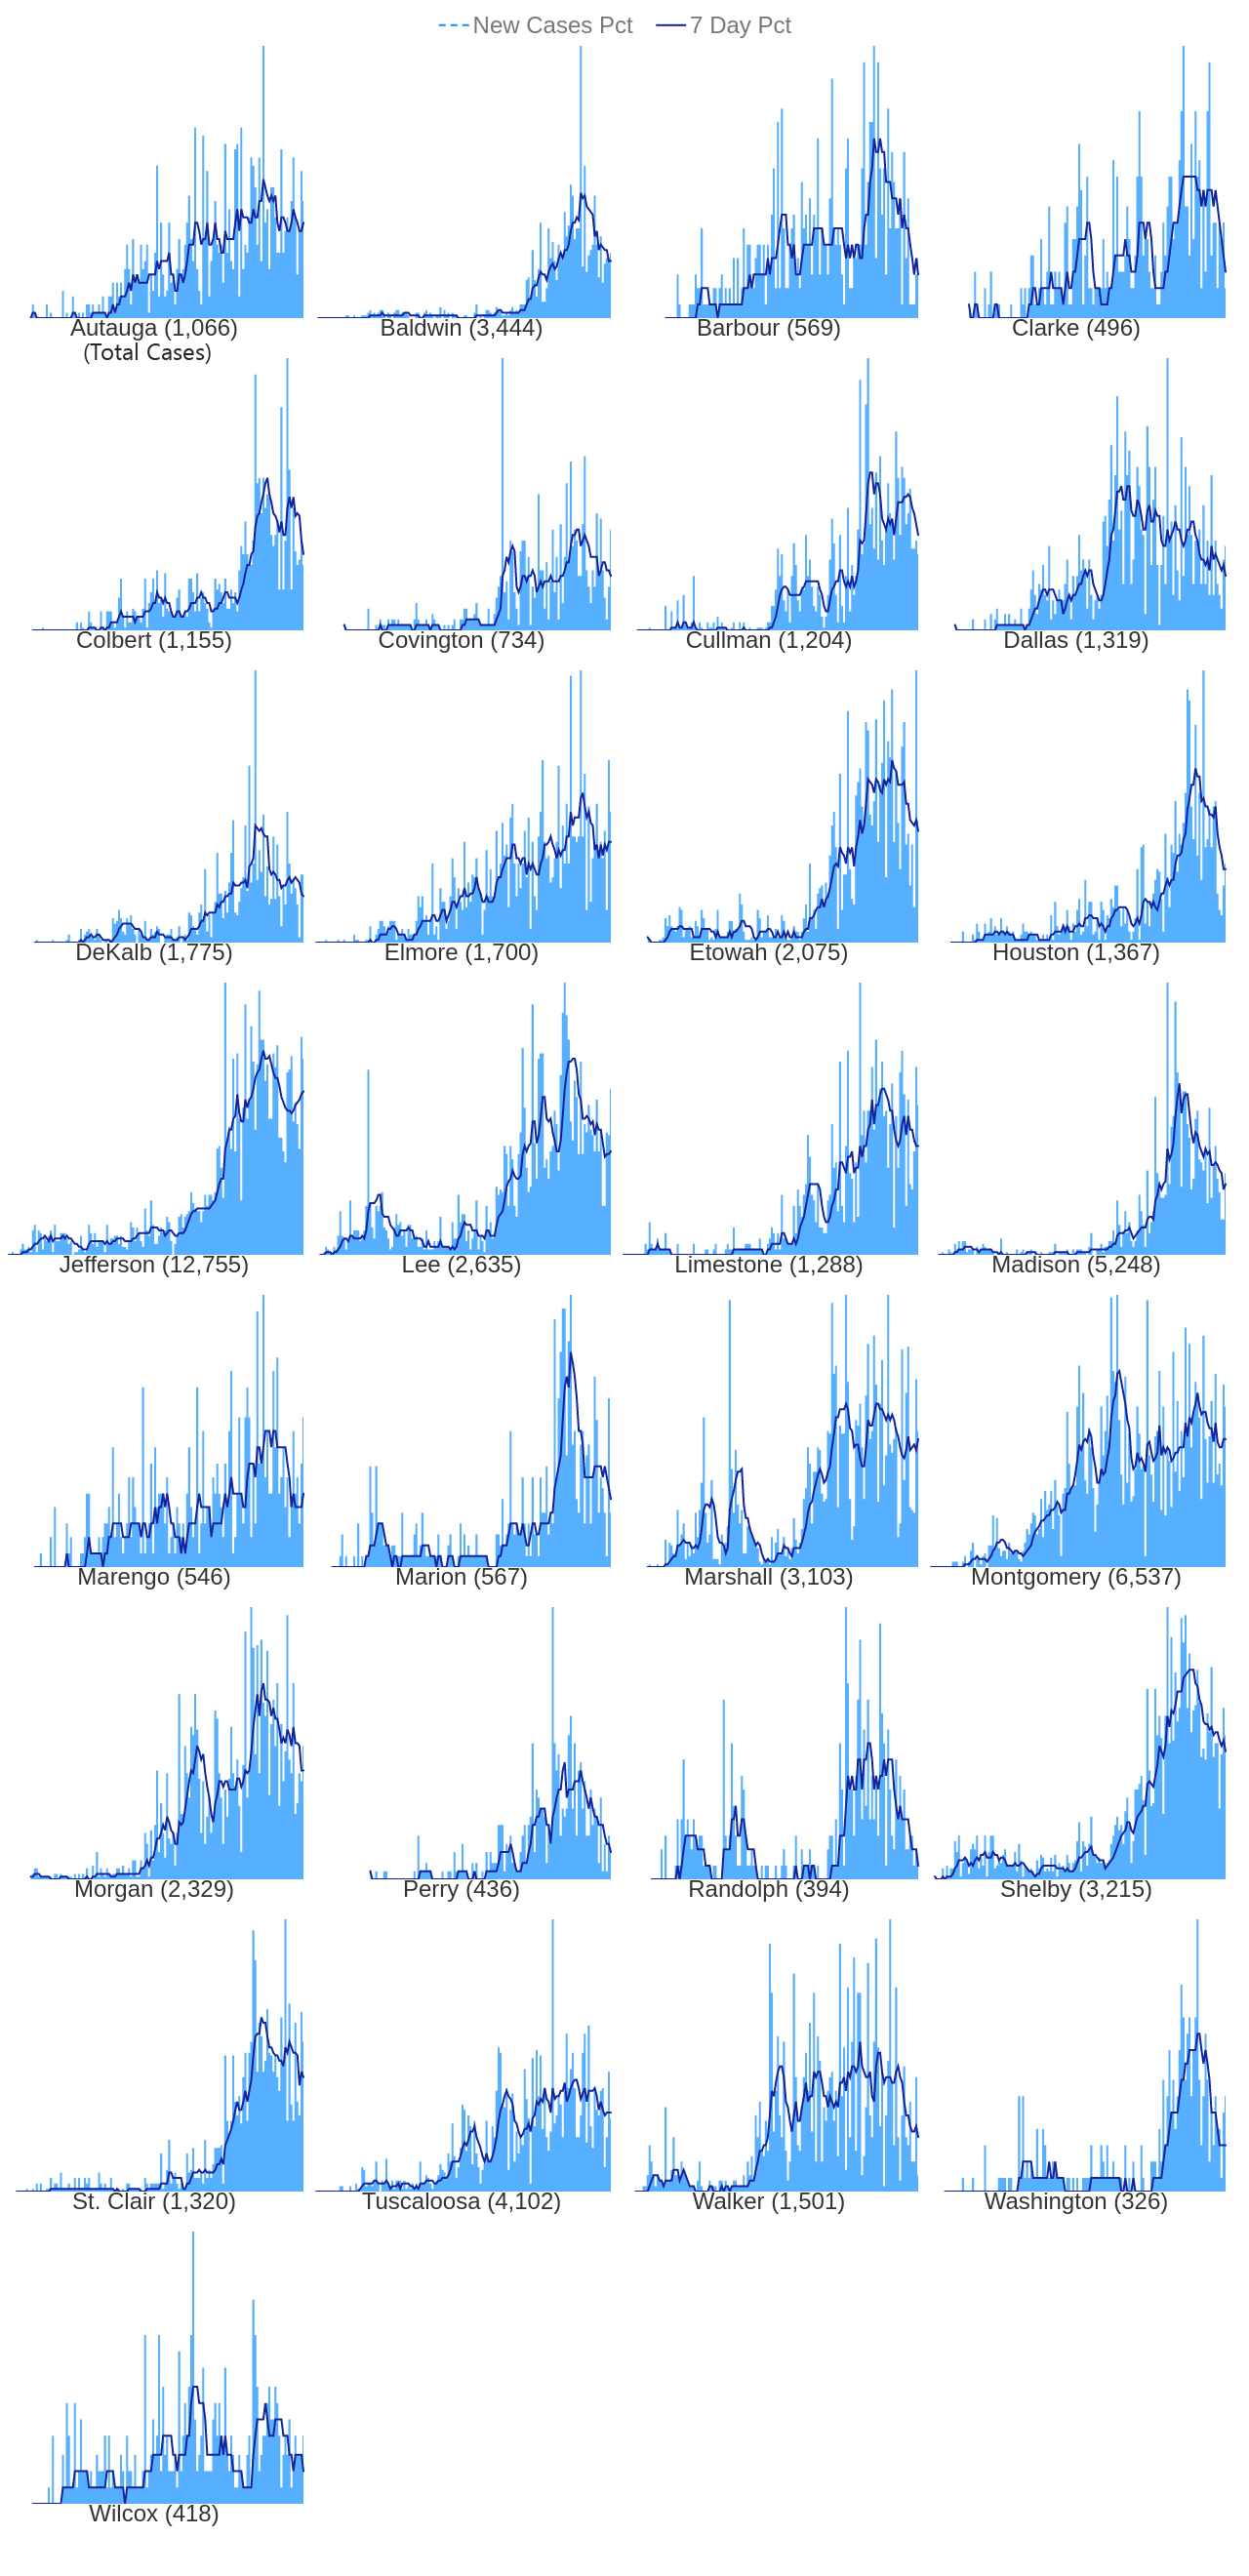 New Cases Pct 7 Day Pct
Autauga (1,066) Baldwin (3,444) Barbour (569) Clarke (496)
(Total Cases)
Colbert (1,155) Covington (734) Cullman (1,204) Dallas (1,319)
DeKalb (1,775) Elmore (1,700) Etowah (2,075) Houston (1,367)
Jefferson (12,755) Lee (2,635) Limestone (1,288) Madison (5,248)
Marengo (546) Marion (567) Marshall (3,103) Montgomery (6,537)
Morgan (2,329) Perry (436) Randolph (394) Shelby (3,215)
St. Clair (1,320) Tuscaloosa (4,102) Walker (1,501) Washington (326)
Wilcox (418)